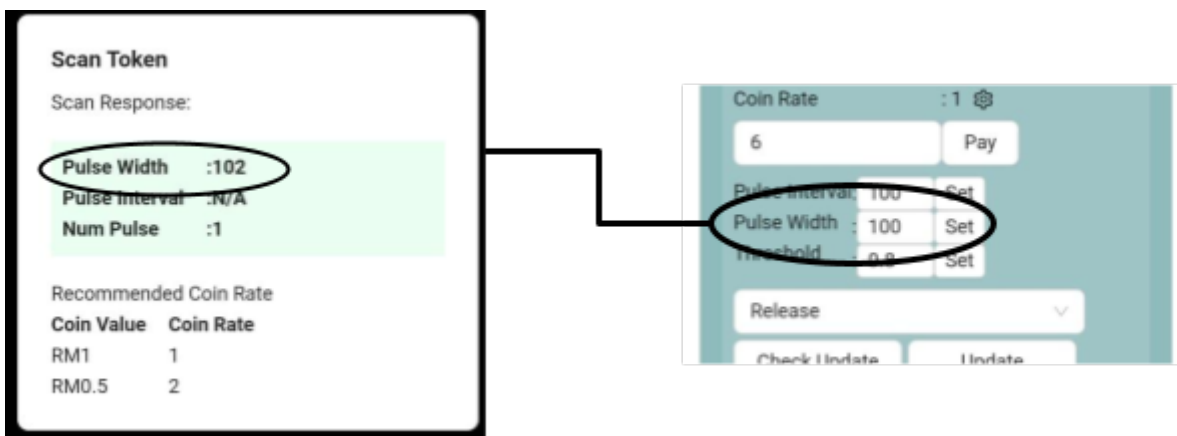 Scan Token
Scan Response:
Pulse Width :102
Pulse Interval :N/A
Num Pulse :1
Recommended Coin Rate
Coin Value Coin Rate
RM1 1
RM0.5 2
Coin Rate : 1
6 Pay
Pulse Interval: 100 Set
Pulse Width : 100 Set
Threshold : 0.8 Set
Release
Check Update Update